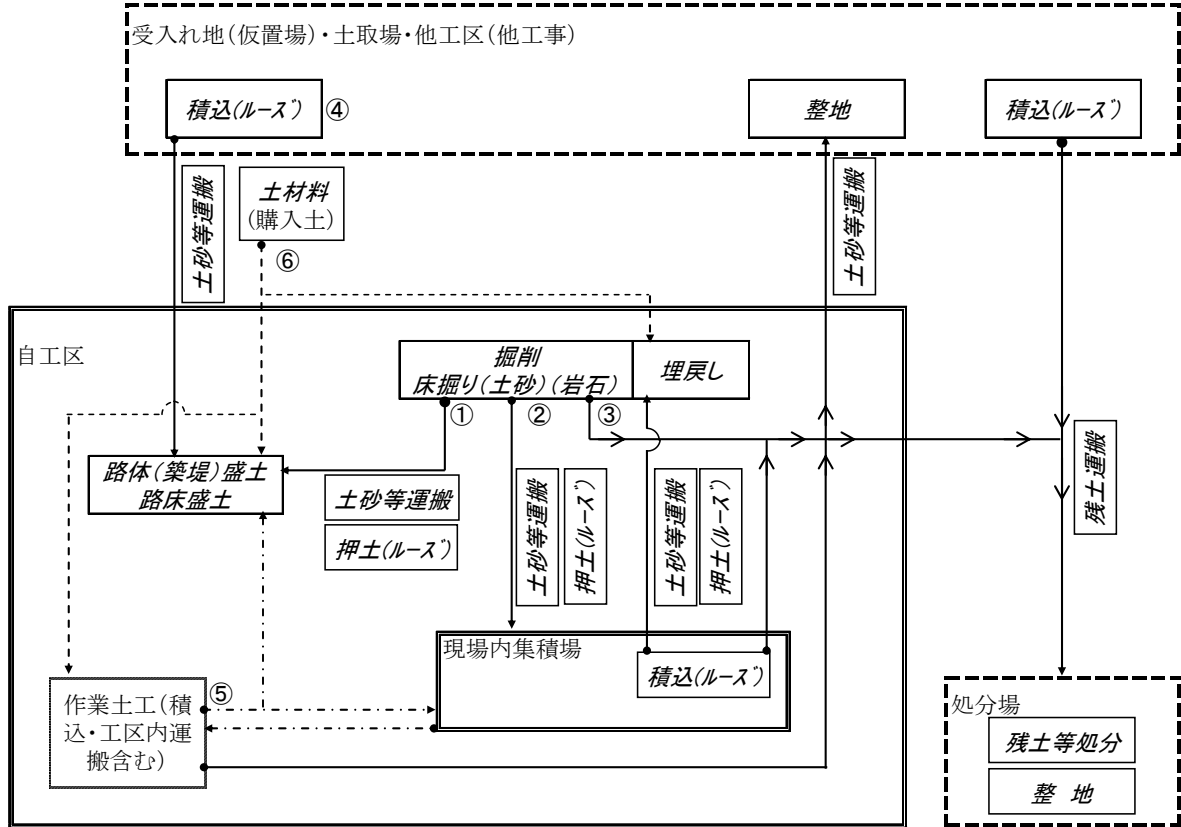 受入れ地(仮置場)・土取場・他工区(他工事)
積込(ルーズ)
④
整地
積込(ルーズ)
土砂等運搬
土材料
(購入土)
⑥
土砂等運搬
自工区
掘削
床掘り(土砂)(岩石)
埋戻し
①
②
③
路体(築堤)盛土
路床盛土
土砂等運搬
押土(ルーズ)
土砂等運搬
押土(ルーズ)
土砂等運搬
押土(ルーズ)
残土運搬
現場内集積場
積込(ルーズ)
作業土工(積
込・工区内運
搬含む)
⑤
処分場
残土等処分
整 地